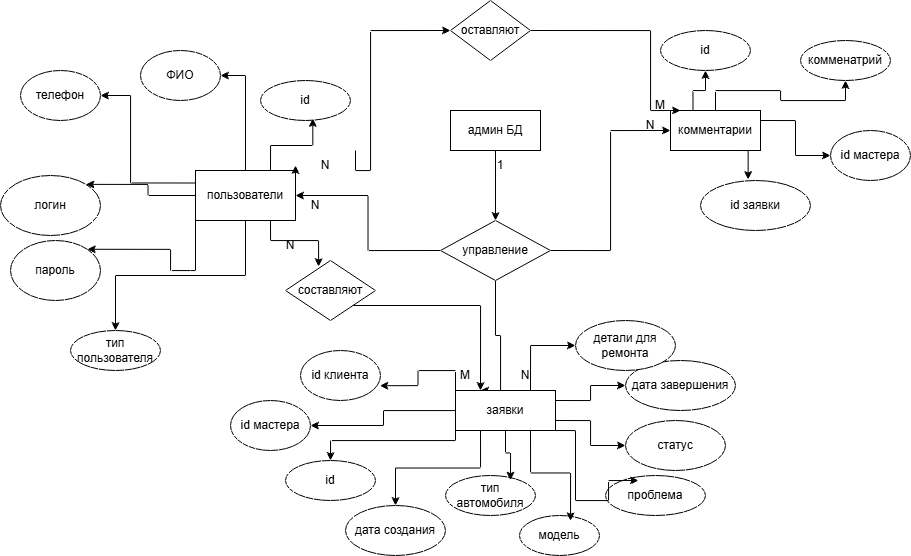 оставляют
id
комменатрий
ФИО
телефон
id
админ БД
М
комментарии
N
id мастера
N
1
пользователи
логин
N
id заявки
N
управление
пароль
составляют
тип
пользователя
детали для
ремонта
id клиента
М
N
дата завершения
заявки
id мастера
статус
id
тип
автомобиля
проблема
дата создания
модель